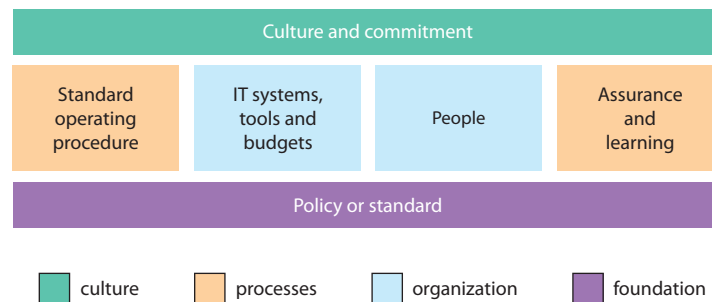 Culture and commitment
Standard
operating
procedure
IT systems,
tools and
budgets
People
Assurance
and
learning
Policy or standard
culture
processes
organization
foundation